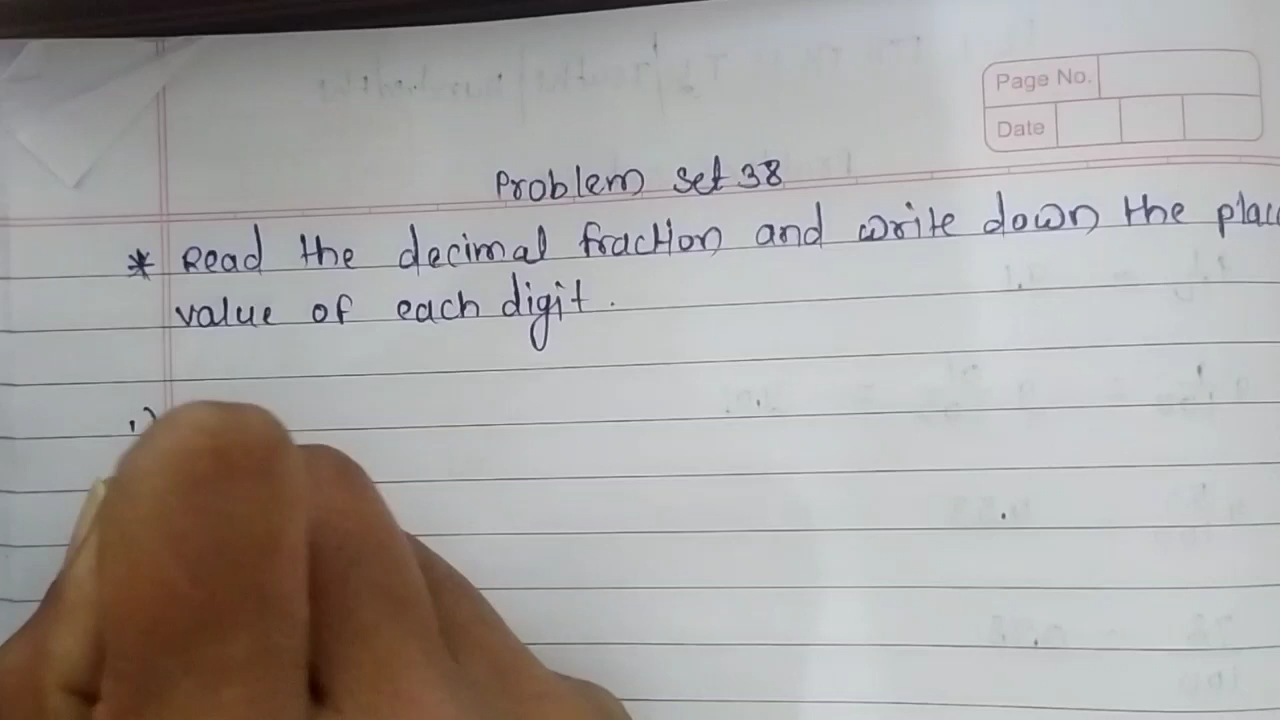 Page No.
Date
Problem Set 38
* Read the decimal fraction and write down the plac
value of each digit.
1)